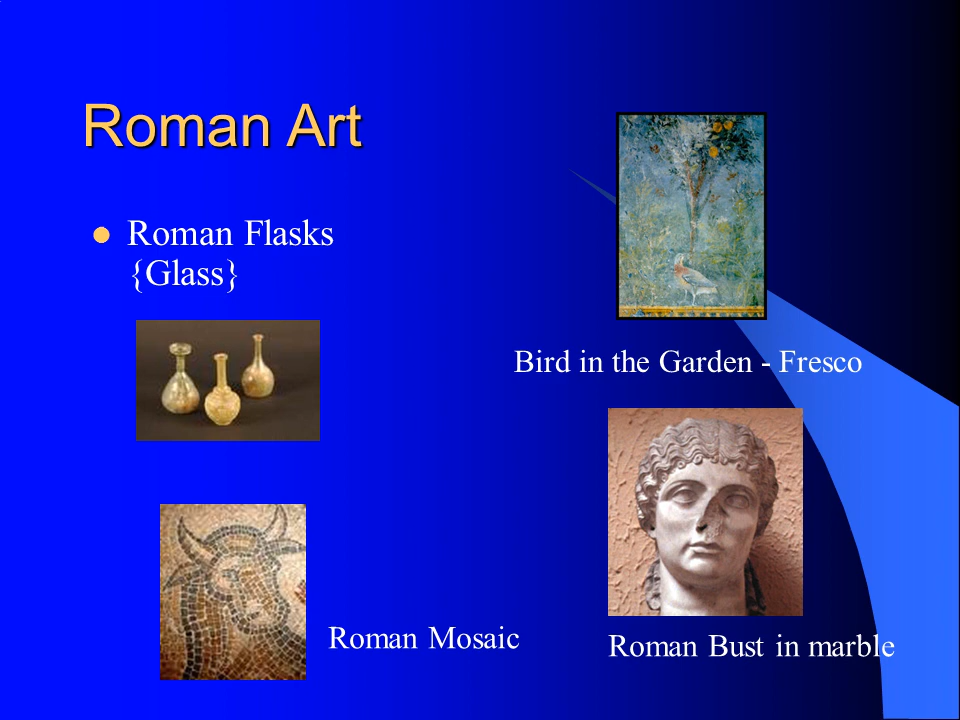 Roman Art
Roman Flasks
{Glass}
Bird in the Garden - Fresco
Roman Mosaic
Roman Bust in marble